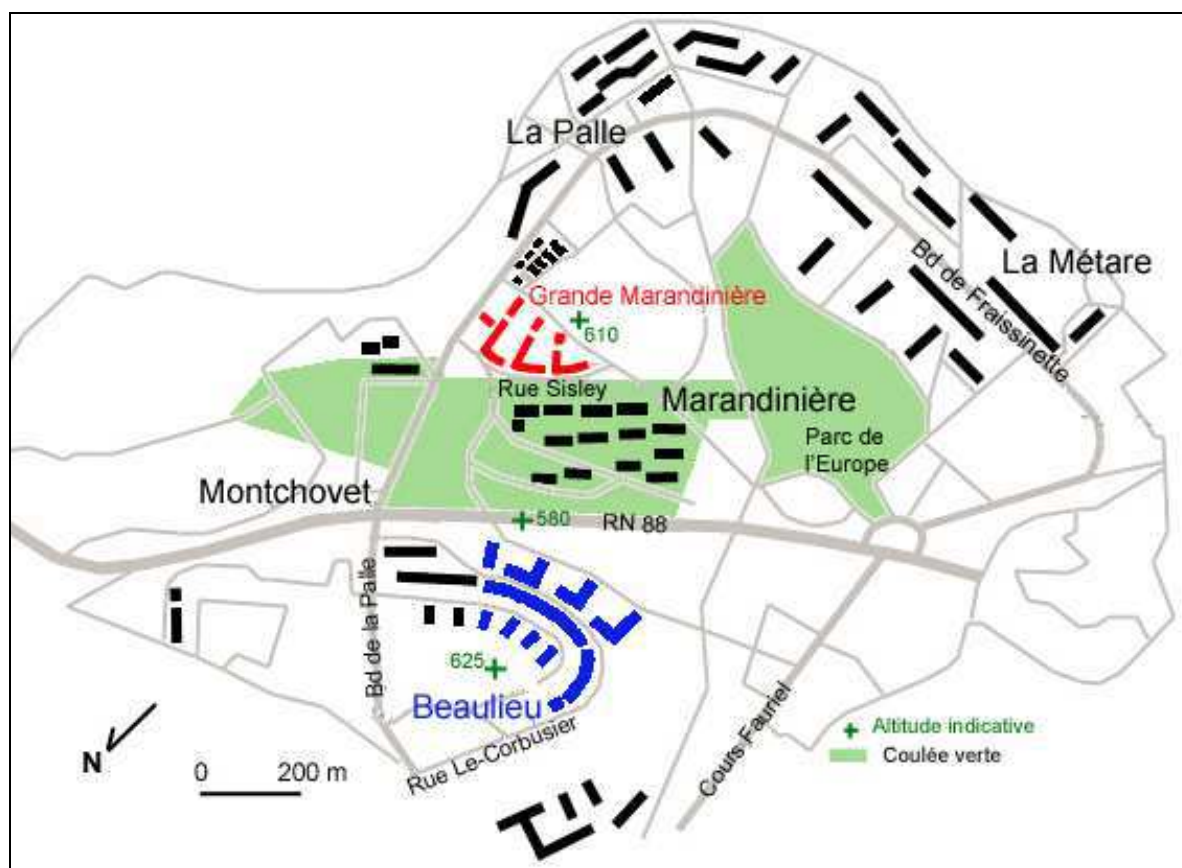 La Palle
La Métare
Bd de Fraissinette
Grande Marandinière
610
Rue Sisley
Marandinière
Parc de
l'Europe
Montchovet
580
RN 88
Bd de la Palle
625
Beaulieu
Rue Le-Corbusier
Cours Fauriel
Altitude indicative
Coulée verte
N
0 200 m